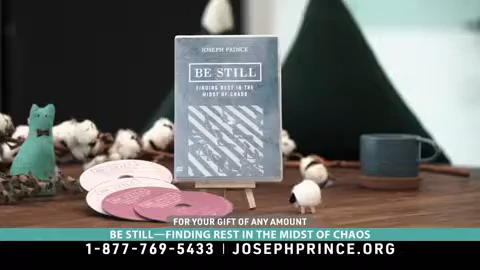 JOSEPH PRINCE
BE STILL
FINDING REST IN THE
MIDST OF CHAOS
FOR YOUR GIFT OF ANY AMOUNT
BE STILL—FINDING REST IN THE MIDST OF CHAOS
1-877-769-5433 | JOSEPHPRINCE.ORG